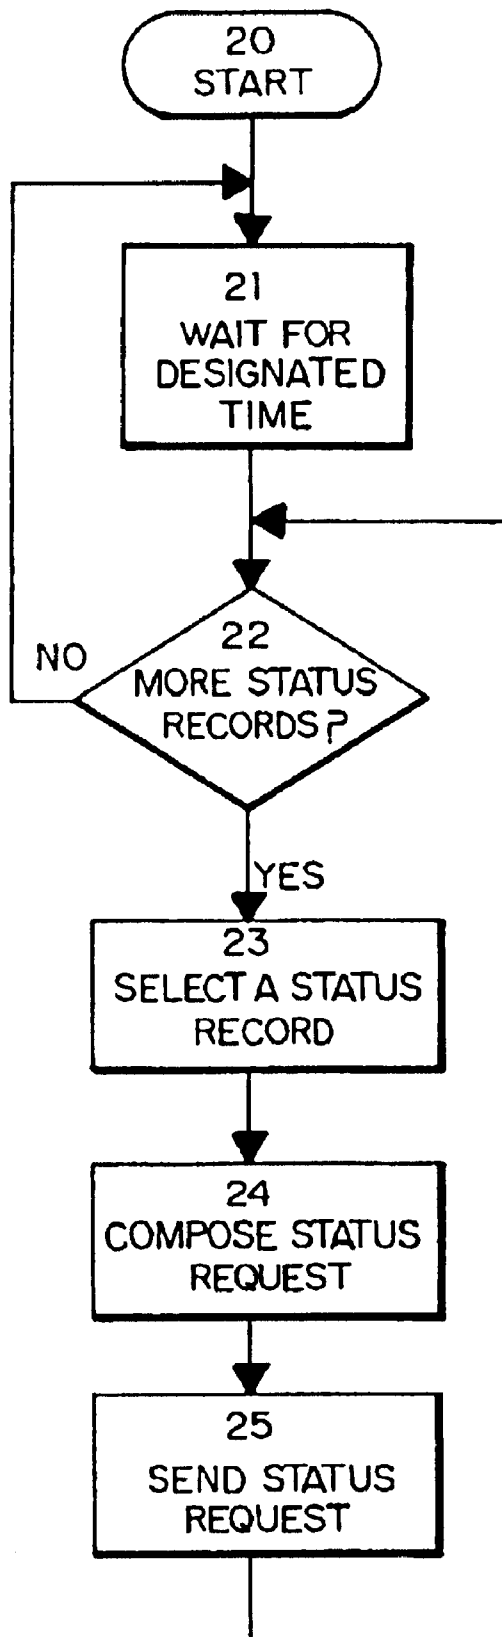 20
START
21
WAIT FOR
DESIGNATED
TIME
22
MORE STATUS
RECORDS?
NO
YES
23
SELECT A STATUS
RECORD
24
COMPOSE STATUS
REQUEST
25
SEND STATUS
REQUEST